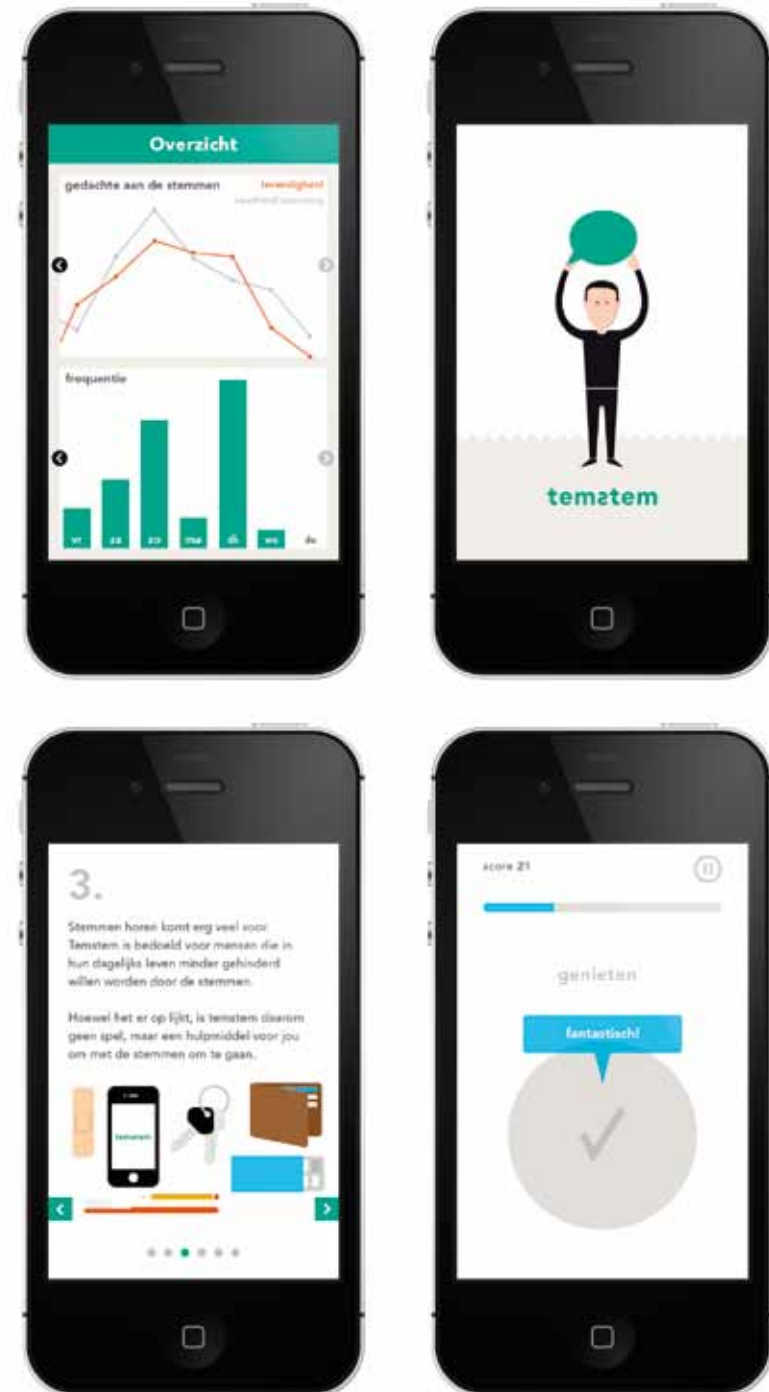 Overzicht
gedachte aan de stemmen
levendigheid
frequentie
vr za zo ma di wo do
temstem
3.
Stemmen horen komt erg veel voor.
Temstem is bedoeld voor mensen die in
hun dagelijks leven minder gehinderd
willen worden door de stemmen.
Hoewel het er op lijkt, is temstem daarom
geen spel, maar een hulpmiddel voor jou
om met de stemmen om te gaan.
temstem
score 21
genieten
fantastisch!